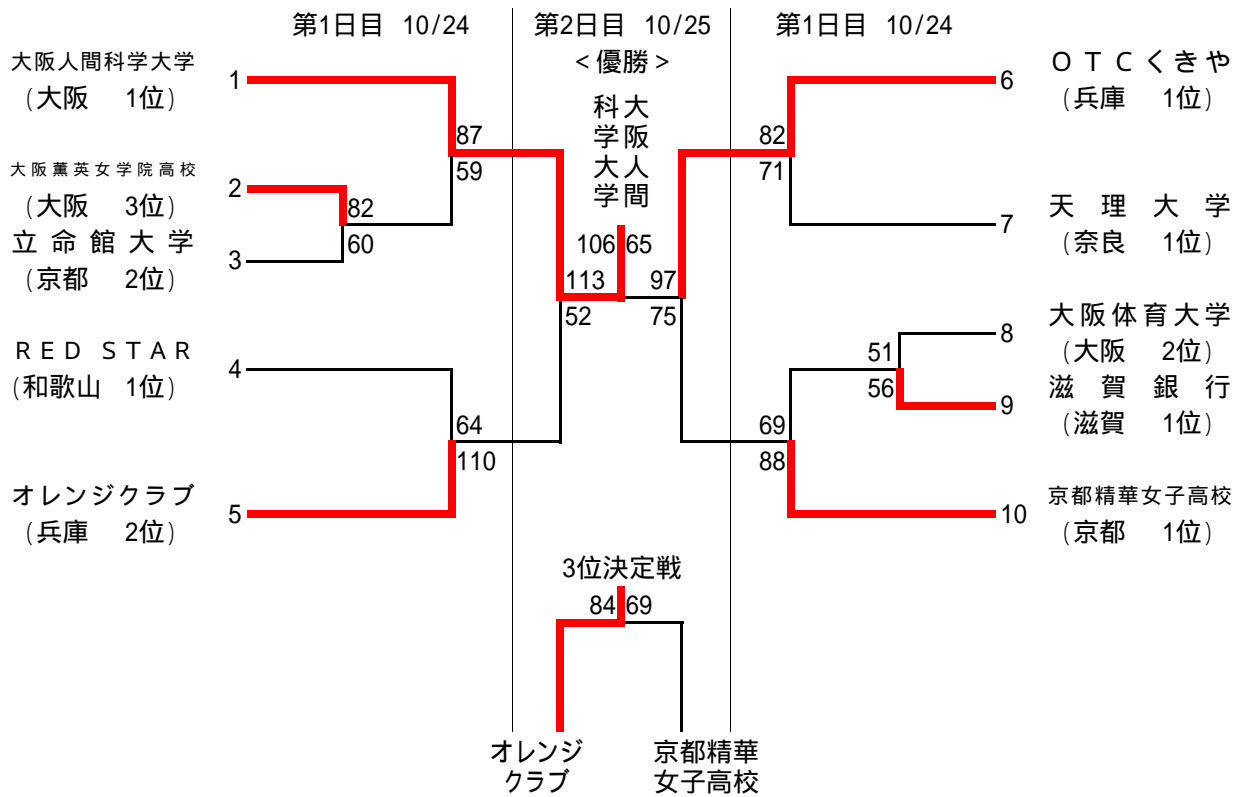 第1日目 10/24
第2日目 10/25
第1日目 10/24
<優勝>
大阪人間
科学大学
大阪人間科学大学
(大阪 1位)
1
87
59
大阪薫英女学院高校
(大阪 3位)
2
82
60
立命館大学
(京都 2位)
3
RED STAR
(和歌山 1位)
4
64
110
オレンジクラブ
(兵庫 2位)
5
106 65
113
52
97
75
82
71
6
OTCくきや
(兵庫 1位)
7
天理大学
(奈良 1位)
51
56
8
大阪体育大学
(大阪 2位)
9
滋賀銀行
(滋賀 1位)
69
88
10
京都精華女子高校
(京都 1位)
3位決定戦
84 69
オレンジ
クラブ
京都精華
女子高校